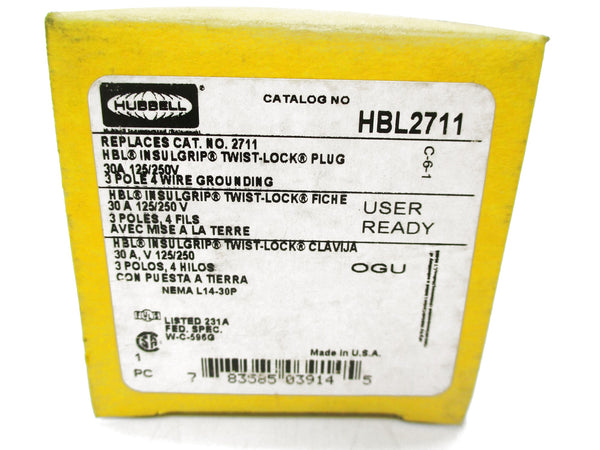 HUBBELL
CATALOG NO
HBL2711
REPLACES CAT. NO. 2711
HBL® INSULGRIP® TWIST-LOCK® PLUG
30A 125/250V
3 POLE 4 WIRE GROUNDING
C-6-1
HBL® INSULGRIP® TWIST-LOCK® FICHE
30 A 125/250 V
3 POLES, 4 FILS
AVEC MISE A LA TERRE
USER
READY
HBL® INSULGRIP® TWIST-LOCK® CLAVIJA
30 A, V 125/250
3 POLOS, 4 HILOS
CON PUESTA A TIERRA
OGU
NEMA L14-30P
LISTED 231A
FED. SPEC.
W-C-596G
Made in U.S.A.
1
PC
7 83585 03914 5